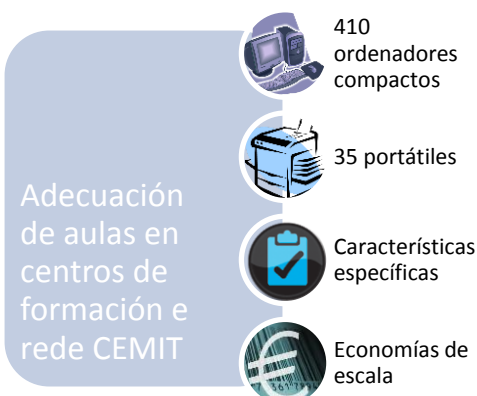 Adecuación
de aulas en
centros de
formación e
rede CEMIT
410
ordenadores
compactos
35 portátiles
Características
específicas
Economías de
escala